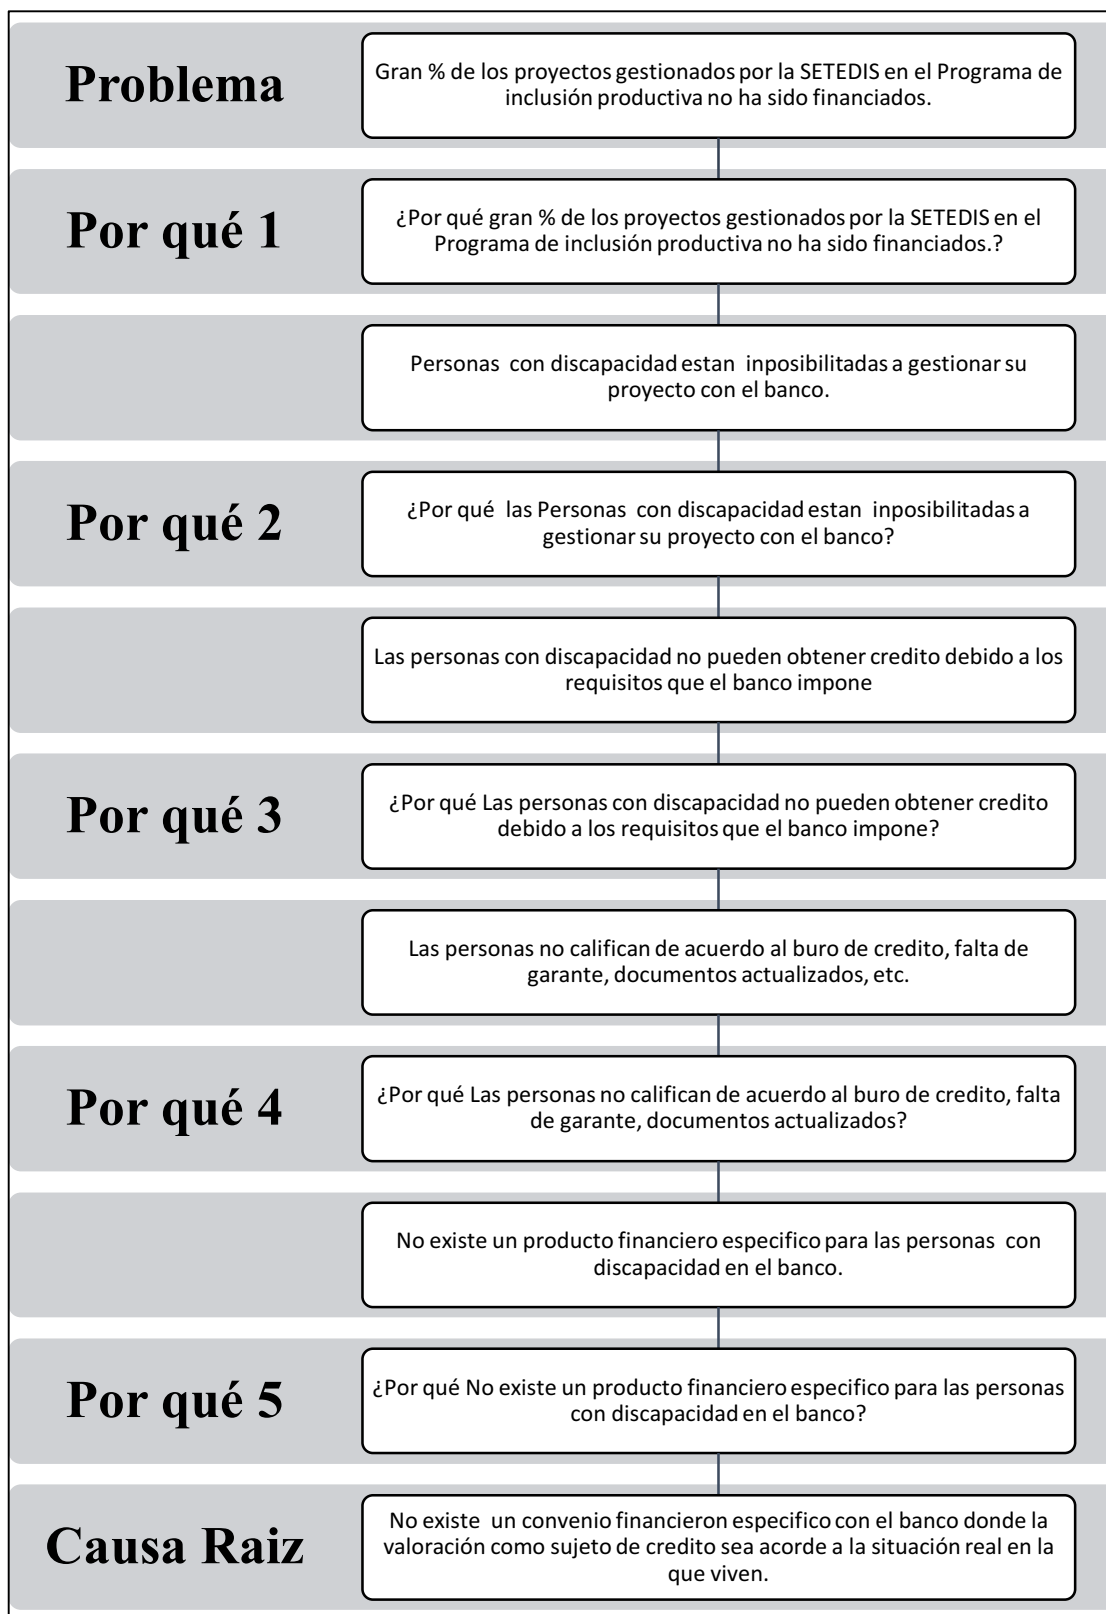 Problema
Gran % de los proyectos gestionados por la SETEDIS en el Programa de
inclusión productiva no ha sido financiados.
Por qué 1
¿Por qué gran % de los proyectos gestionados por la SETEDIS en el
Programa de inclusión productiva no ha sido financiados.?
Personas con discapacidad estan inposibilitadas a gestionar su
proyecto con el banco.
Por qué 2
¿Por qué las Personas con discapacidad estan inposibilitadas a
gestionar su proyecto con el banco?
Las personas con discapacidad no pueden obtener credito debido a los
requisitos que el banco impone
Por qué 3
¿Por qué Las personas con discapacidad no pueden obtener credito
debido a los requisitos que el banco impone?
Las personas no califican de acuerdo al buro de credito, falta de
garante, documentos actualizados, etc.
Por qué 4
¿Por qué Las personas no califican de acuerdo al buro de credito, falta
de garante, documentos actualizados?
No existe un producto financiero especifico para las personas con
discapacidad en el banco.
Por qué 5
¿Por qué No existe un producto financiero especifico para las personas
con discapacidad en el banco?
Causa Raiz
No existe un convenio financieron especifico con el banco donde la
valoración como sujeto de credito sea acorde a la situación real en la
que viven.